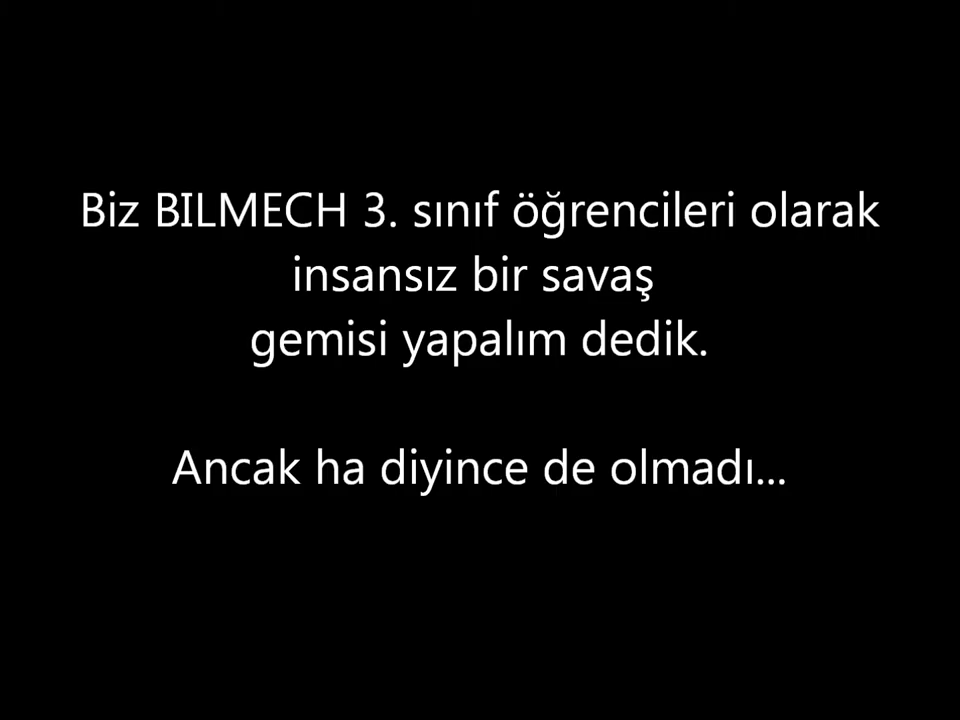 Biz BILMECH 3. sınıf öğrencileri olarak
insansız bir savaş
gemisi yapalım dedik.
Ancak ha diyince de olmadı...